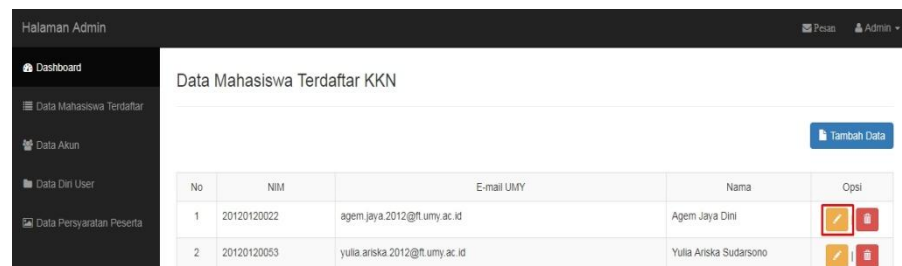 Halaman Admin Pesan Admin
Dashboard
Data Mahasiswa Terdaftar KKN
Data Mahasiswa Terdaftar
Tambah Data
Data Akun
Data Diri User
No NIM E-mail UMY Nama Opsi
1 20120120022 agem.jaya.2012@ft.umy.ac.id Agem Jaya Dini
Data Persyaratan Peserta
2 20120120053 yulia.ariska.2012@ft.umy.ac.id Yulia Ariska Sudarsono |